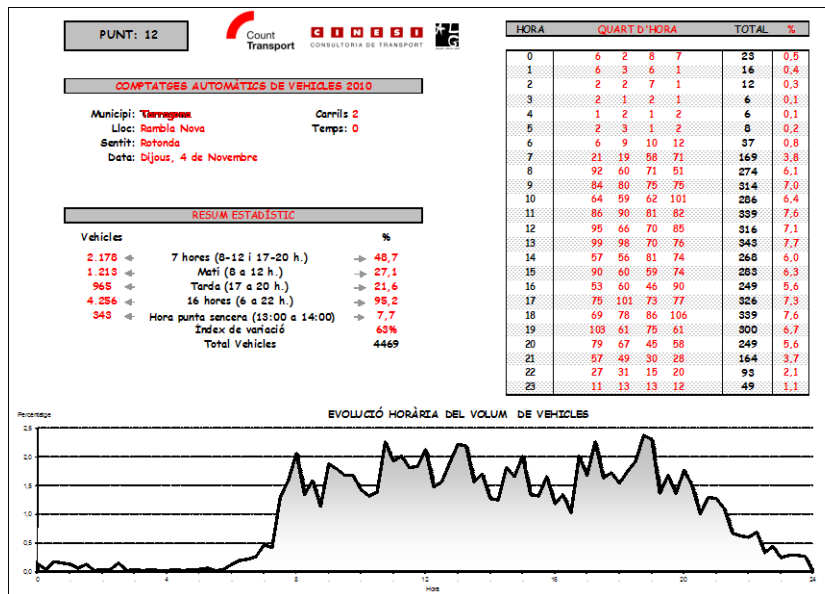 PUNT: 12
Count Transport
CINESI
CONSULTORIA DE TRANSPORT
COMPTATGES AUTOMÀTICS DE VEHICLES 2010
Municipi: Carrils 2
Lloc: Rambla Nova Temps: 0
Sentit: Rotonda
Data: Dijous, 4 de Novembre
RESUM ESTADÍSTIC
Vehicles %
2.178 7 hores (8-12 i 17-20 h.) 48,7
1.213 Matí (8 a 12 h.) 27,1
965 Tarda (17 a 20 h.) 21,6
4.256 16 hores (6 a 22 h.) 95,2
343 Hora punta sencera (13:00 a 14:00) 7,7
Índex de variació 63%
Total Vehicles 4469
HORA QUART D'HORA TOTAL %
0 6 2 8 7 23 0,5
1 6 3 6 1 16 0,4
2 2 2 7 1 12 0,3
3 2 1 2 1 6 0,1
4 1 2 1 2 6 0,1
5 2 3 1 2 8 0,2
6 6 9 10 12 37 0,8
7 21 19 58 71 169 3,8
8 92 60 71 51 274 6,1
9 84 80 75 75 314 7,0
10 64 59 62 101 286 6,4
11 86 90 81 82 339 7,6
12 95 66 70 85 316 7,1
13 99 98 70 76 343 7,7
14 57 56 81 74 268 6,0
15 90 60 59 74 283 6,3
16 53 60 46 90 249 5,6
17 75 101 73 77 326 7,3
18 69 78 86 106 339 7,6
19 103 61 75 61 300 6,7
20 79 67 45 58 249 5,6
21 57 49 30 28 164 3,7
22 27 31 15 20 93 2,1
23 11 13 13 12 49 1,1
EVOLUCIÓ HORÀRIA DEL VOLUM DE VEHICLES
Percentatge
2,5
2,0
1,5
1,0
0,5
0,0
0 4 8 12 16 20 24
Hora